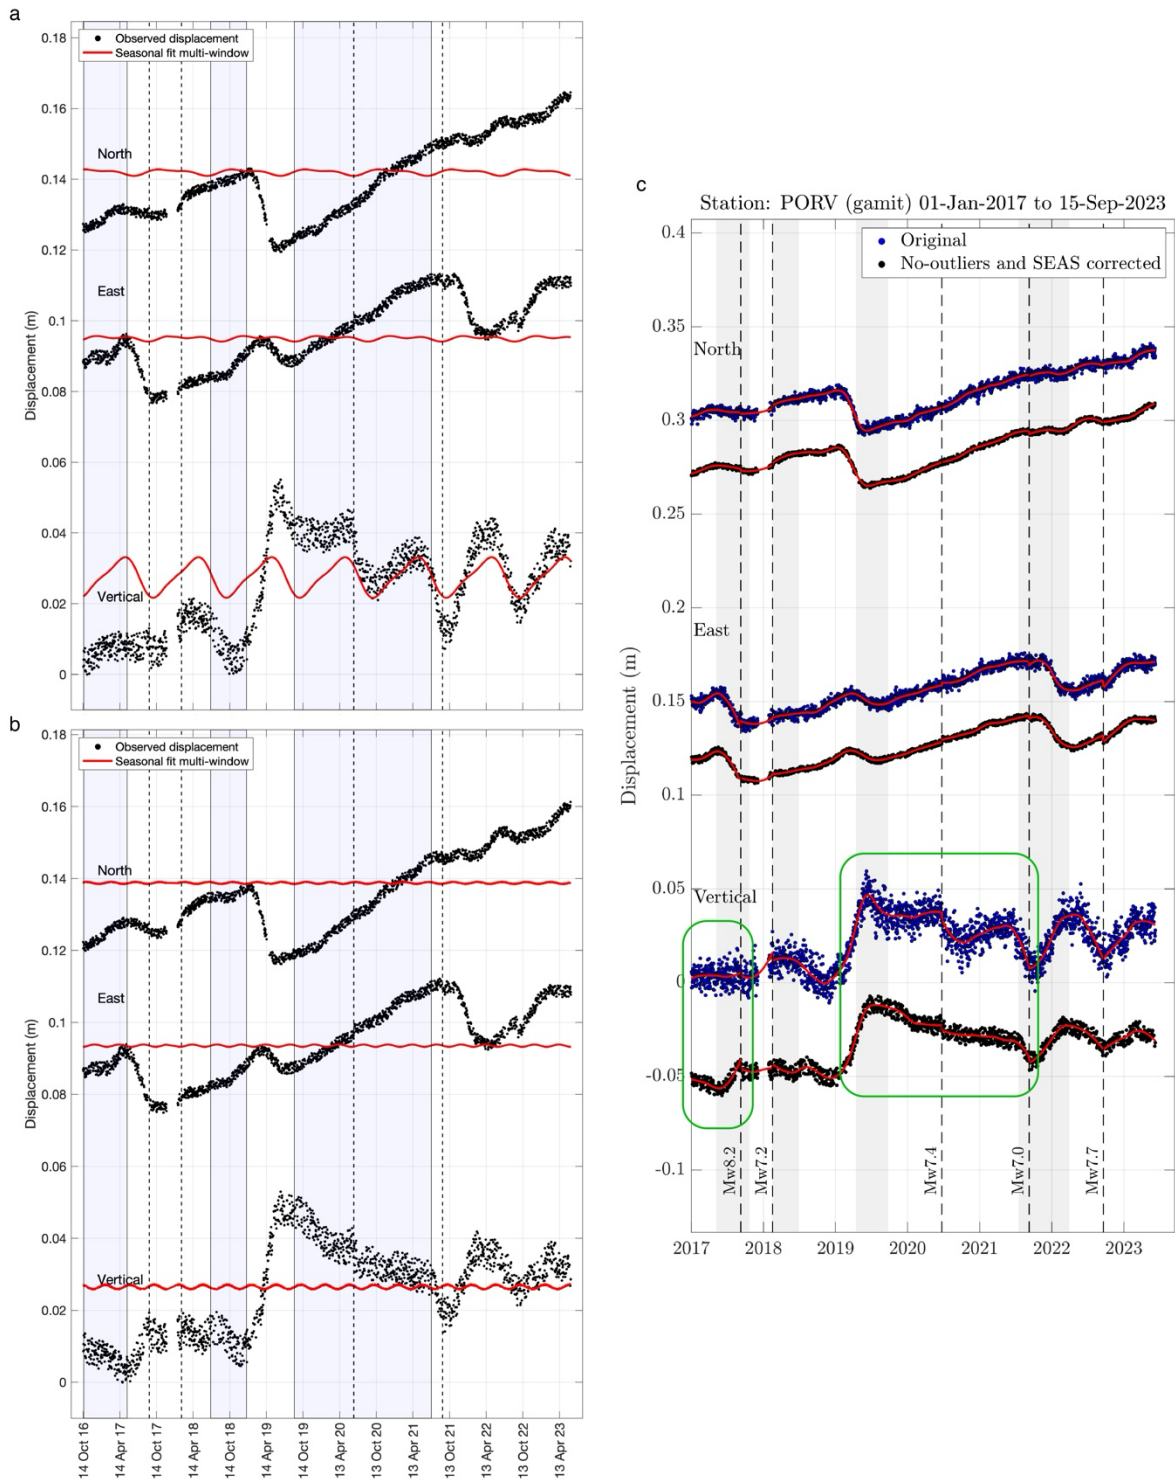 a
0.18
0.16
0.14
0.12
0.1
0.08
0.06
0.04
0.02
0
Displacement (m)
Observed displacement
Seasonal fit multi-window
North
East
Vertical
b
0.18
0.16
0.14
0.12
0.1
0.08
0.06
0.04
0.02
0
Displacement (m)
Observed displacement
Seasonal fit multi-window
North
East
Vertical
14 Oct 16
14 Apr 17
14 Oct 17
14 Apr 18
14 Oct 18
14 Apr 19
14 Oct 19
13 Apr 20
13 Oct 20
13 Apr 21
13 Oct 21
13 Apr 22
13 Oct 22
13 Apr 23
c
Station: PORV (gamit) 01-Jan-2017 to 15-Sep-2023
0.4
0.35
0.3
0.25
0.2
0.15
0.1
0.05
0
-0.05
-0.1
Displacement (m)
Original
No-outliers and SEAS corrected
North
East
Vertical
Mw8.2
Mw7.2
Mw7.4
Mw7.0
Mw7.7
2017
2018
2019
2020
2021
2022
2023